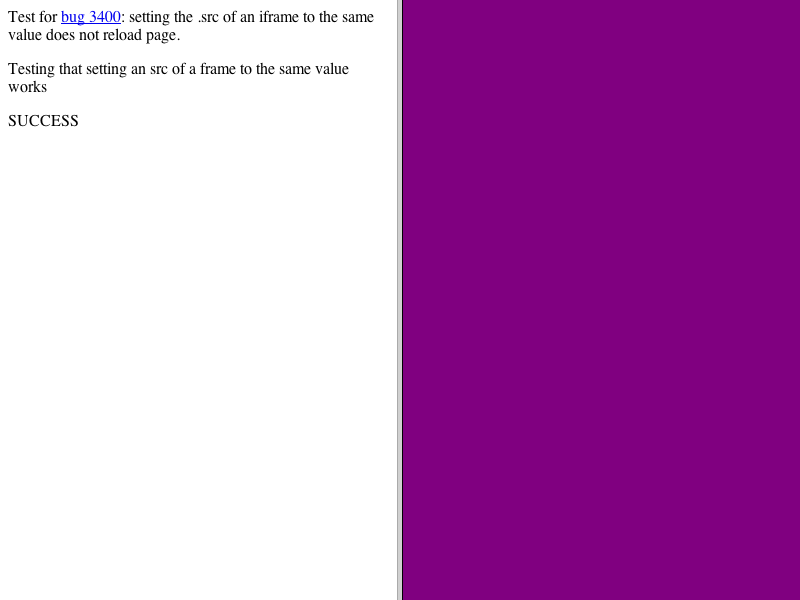 Test for bug 3400: setting the .src of an iframe to the same
value does not reload page.
Testing that setting an src of a frame to the same value
works
SUCCESS